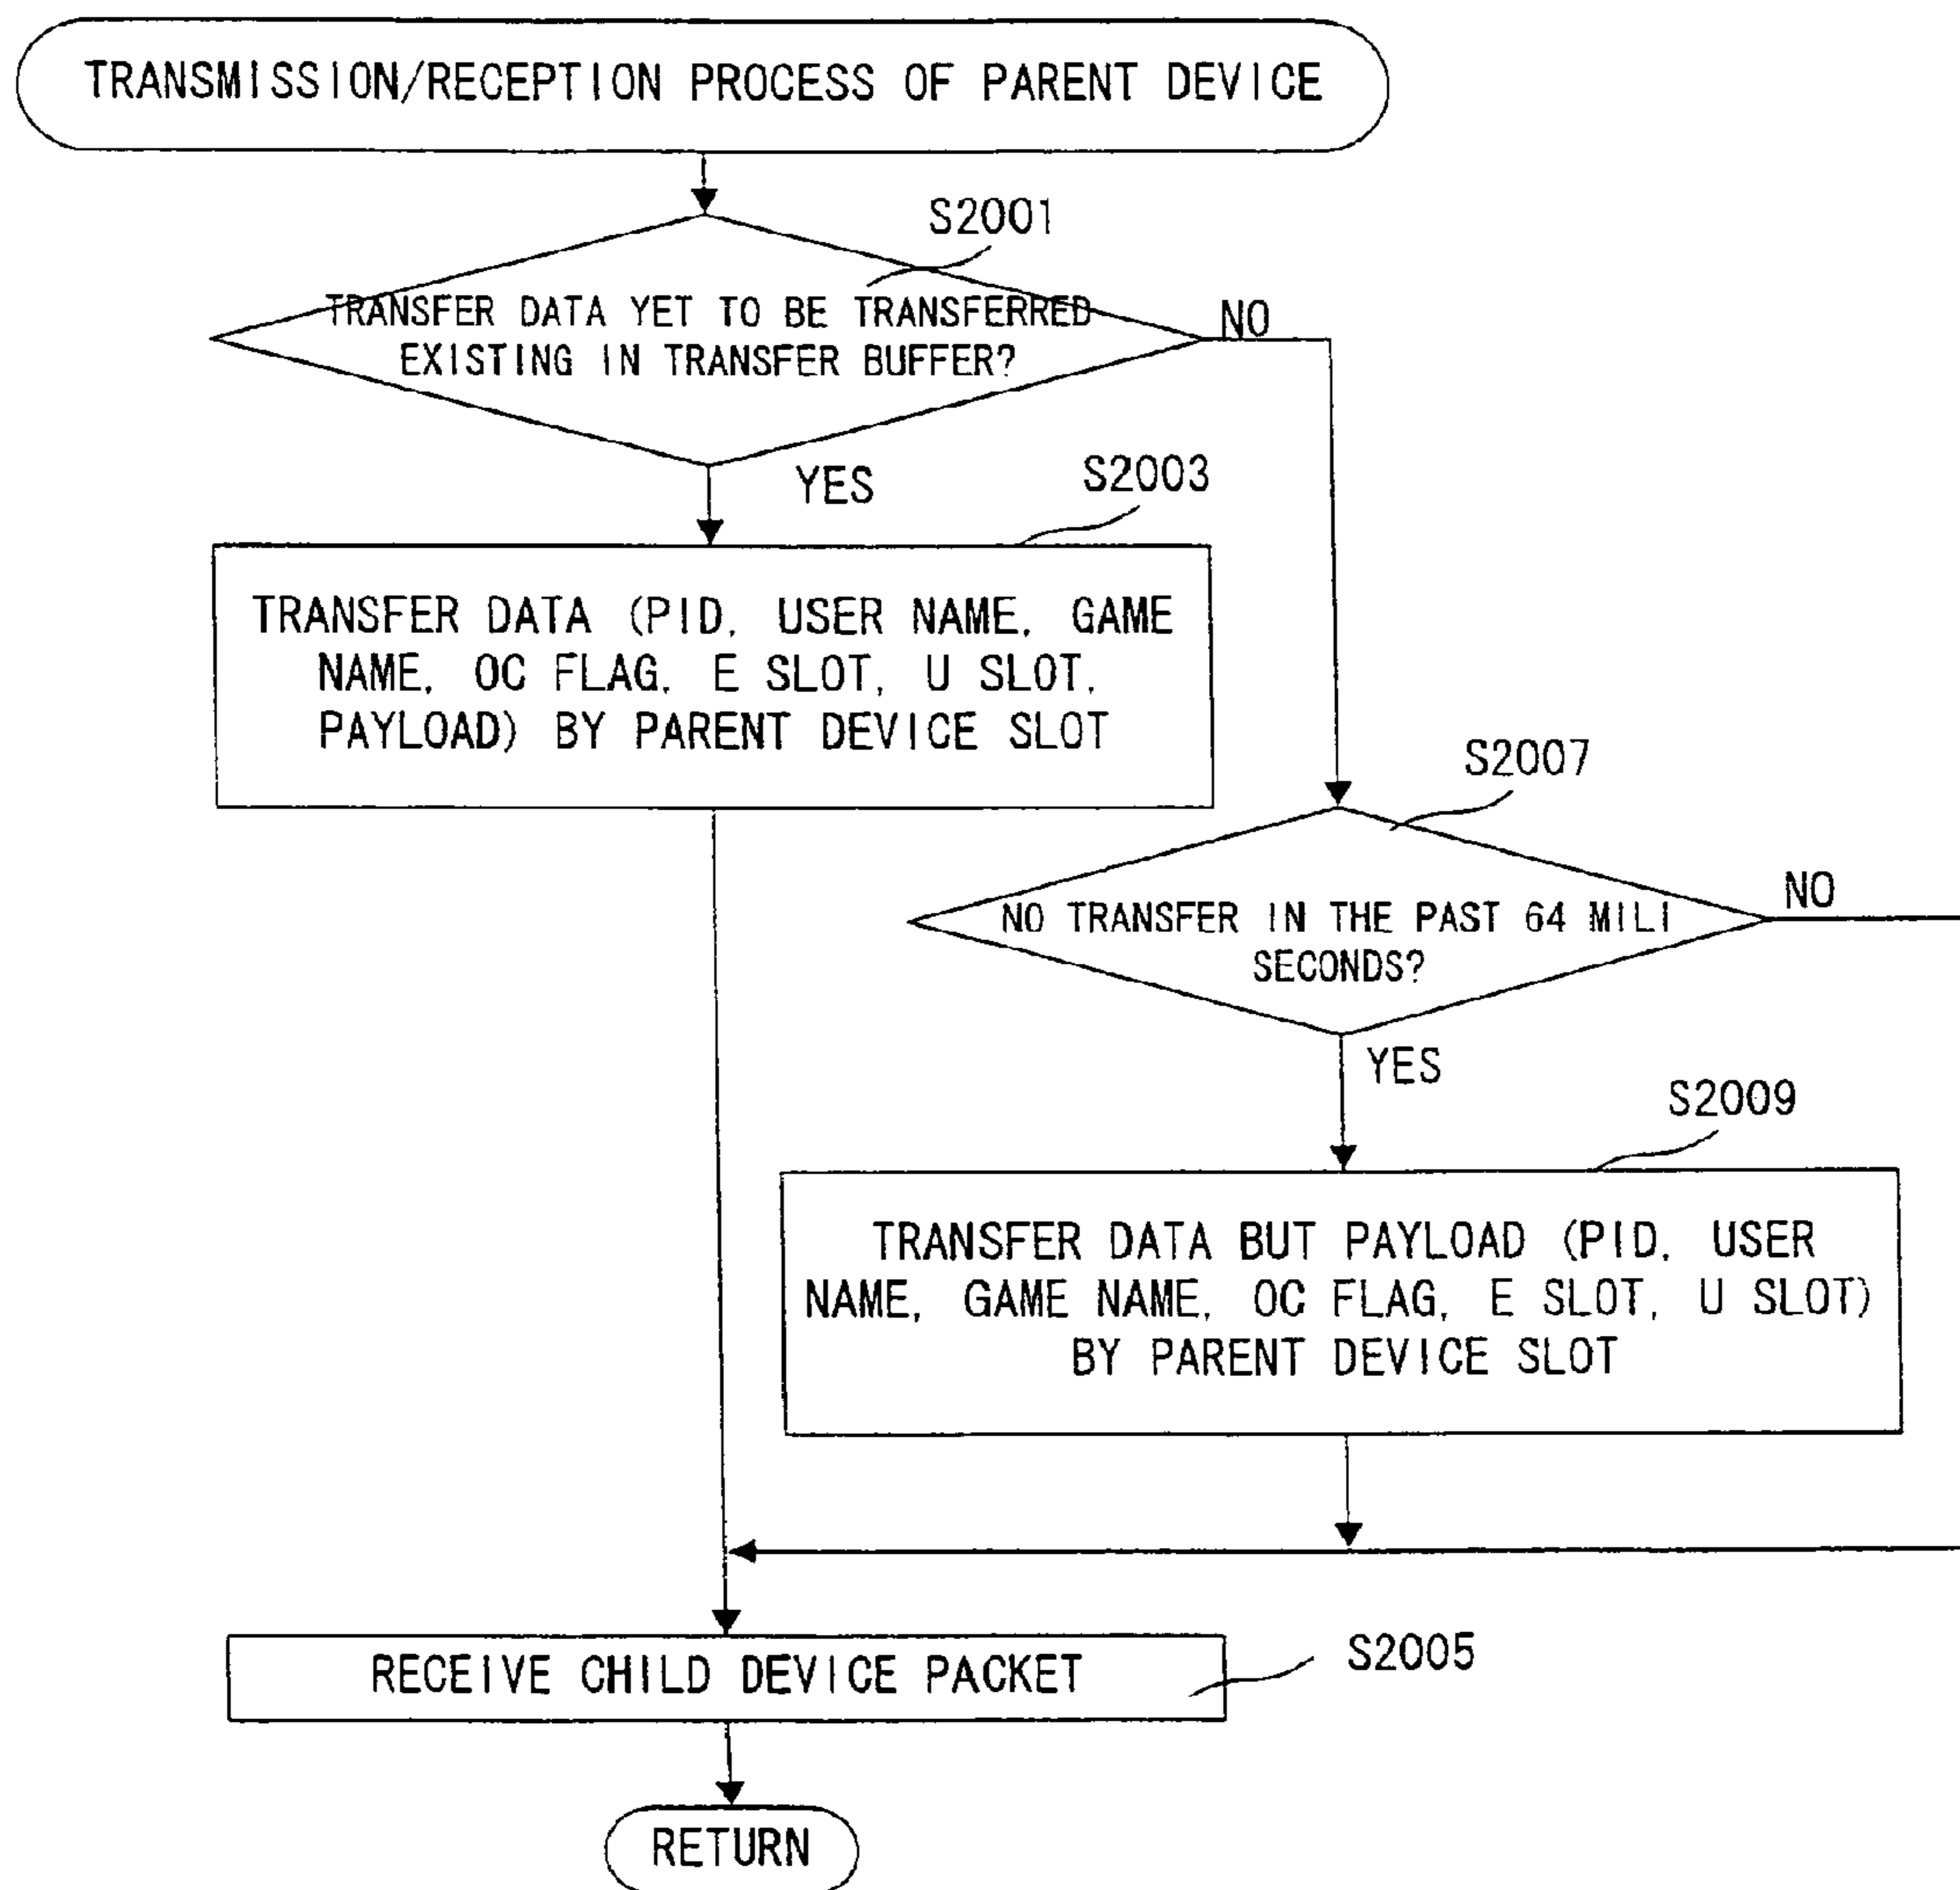 TRANSMISSION/RECEPTION PROCESS OF PARENT DEVICE
S2001
TRANSFER DATA YET TO BE TRANSFERRED
EXISTING IN TRANSFER BUFFER?
NO
YES
S2003
TRANSFER DATA (PID, USER NAME, GAME
NAME, OC FLAG, E SLOT, U SLOT,
PAYLOAD) BY PARENT DEVICE SLOT
S2007
NO TRANSFER IN THE PAST 64 MILI
SECONDS?
NO
YES
S2009
TRANSFER DATA BUT PAYLOAD (PID, USER
NAME, GAME NAME, OC FLAG, E SLOT, U SLOT)
BY PARENT DEVICE SLOT
RECEIVE CHILD DEVICE PACKET
S2005
RETURN